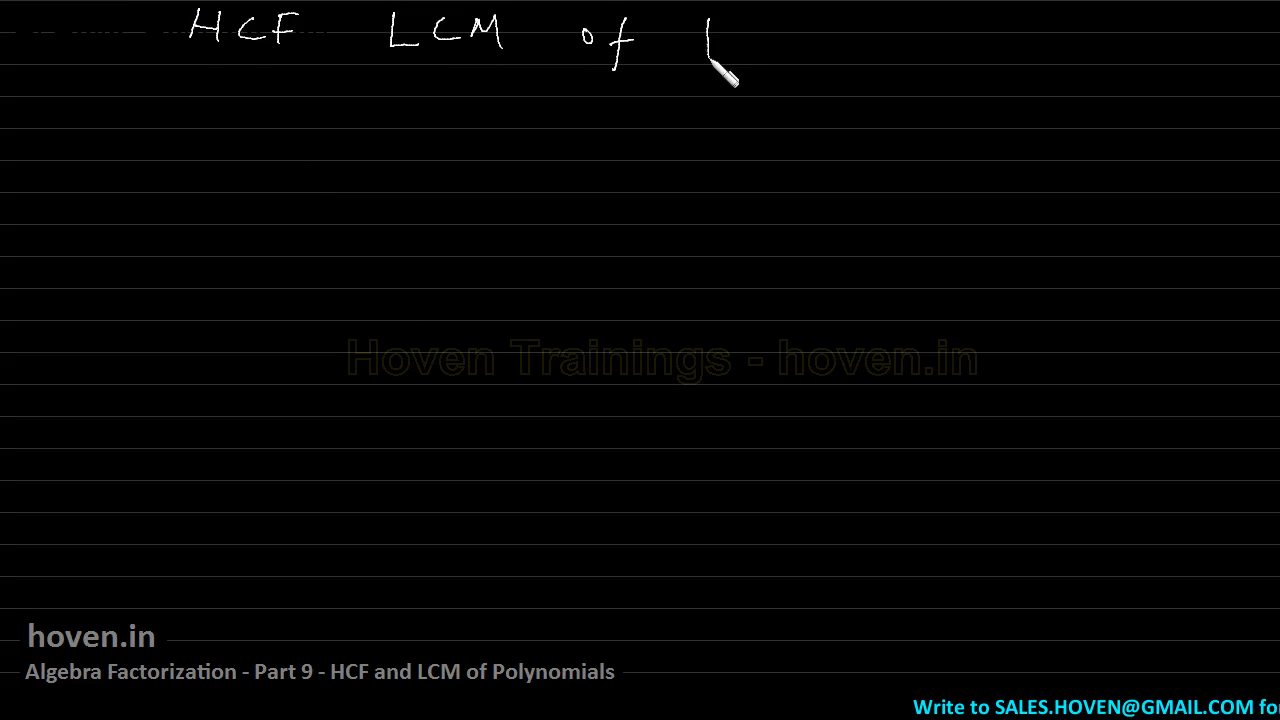 HCF LCM of
Hoven Trainings - hoven.in
hoven.in
Algebra Factorization - Part 9 - HCF and LCM of Polynomials
Write to SALES.HOVEN@GMAIL.COM fo